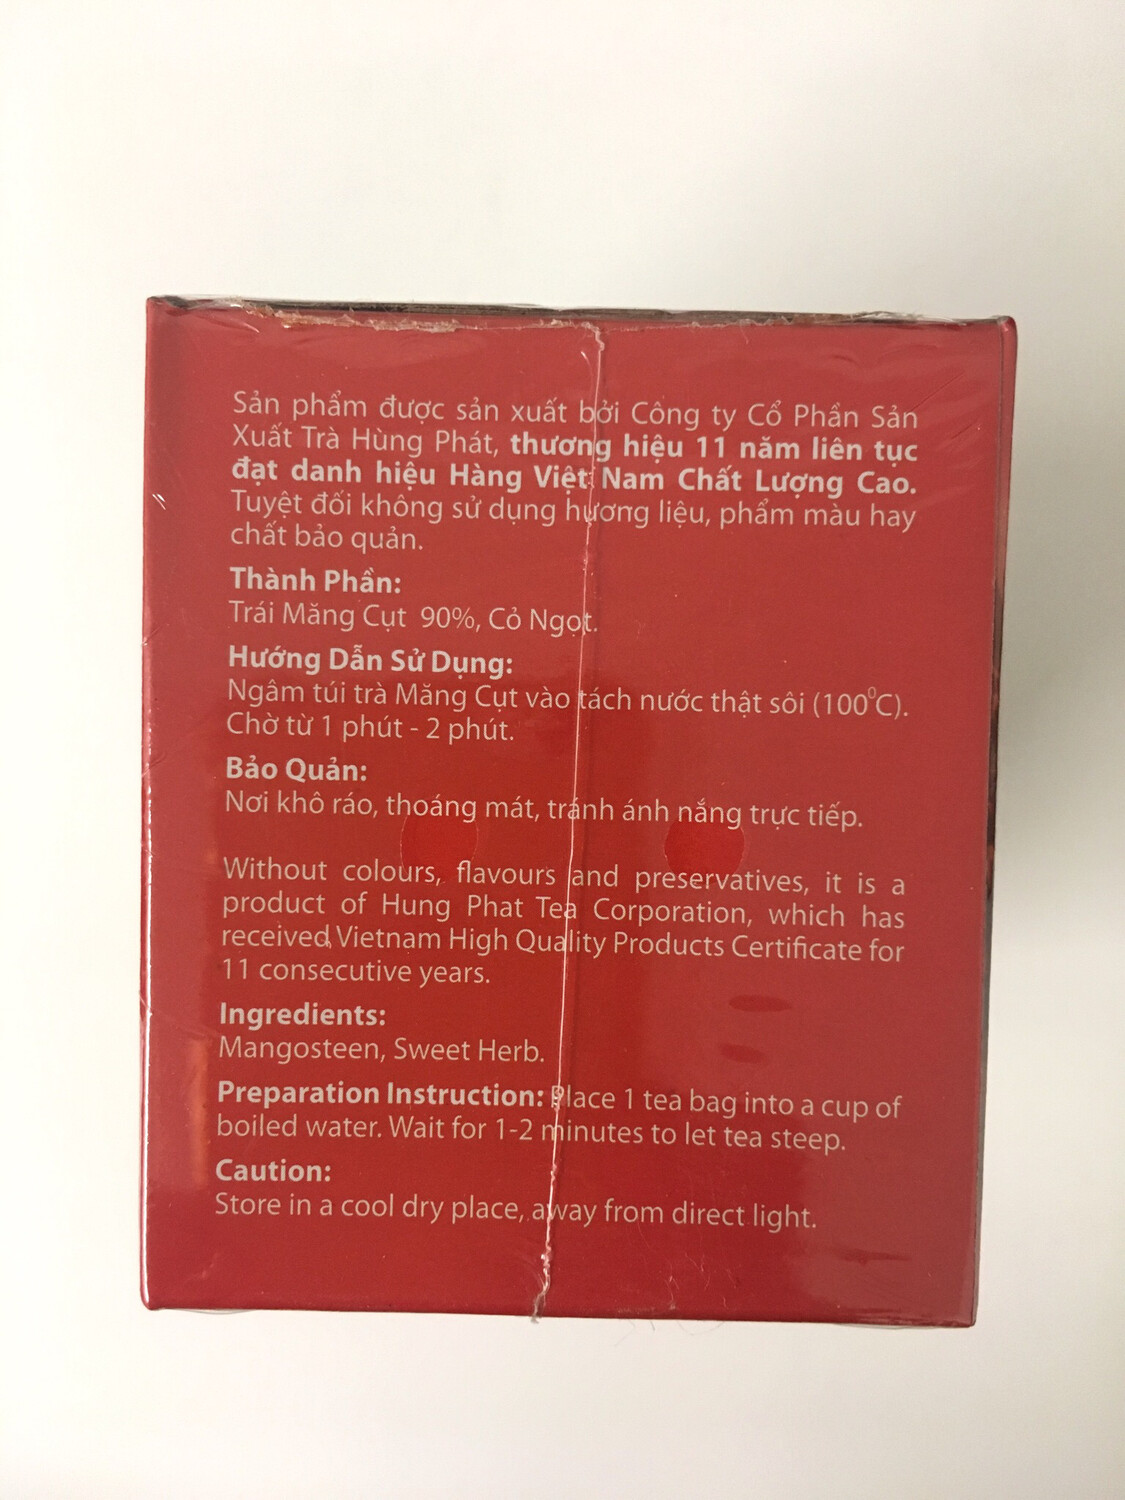 Sản phẩm được sản xuất bởi Công ty Cổ Phần Sản
Xuất Trà Hùng Phát, thương hiệu 11 năm liên tục
đạt danh hiệu Hàng Việt Nam Chất Lượng Cao.
Tuyệt đối không sử dụng hương liệu, phẩm màu hay
chất bảo quản.
Thành Phần:
Trái Măng Cụt 90%, Cỏ Ngọt.
Hướng Dẫn Sử Dụng:
Ngâm túi trà Măng Cụt vào tách nước thật sôi (100⁰C).
Chờ từ 1 phút - 2 phút.
Bảo Quản:
Nơi khô ráo, thoáng mát, tránh ánh nắng trực tiếp.
Without colours, flavours and preservatives, it is a
product of Hung Phat Tea Corporation, which has
received Vietnam High Quality Products Certificate for
11 consecutive years.
Ingredients:
Mangosteen, Sweet Herb.
Preparation Instruction: Place 1 tea bag into a cup of
boiled water. Wait for 1-2 minutes to let tea steep.
Caution:
Store in a cool dry place, away from direct light.